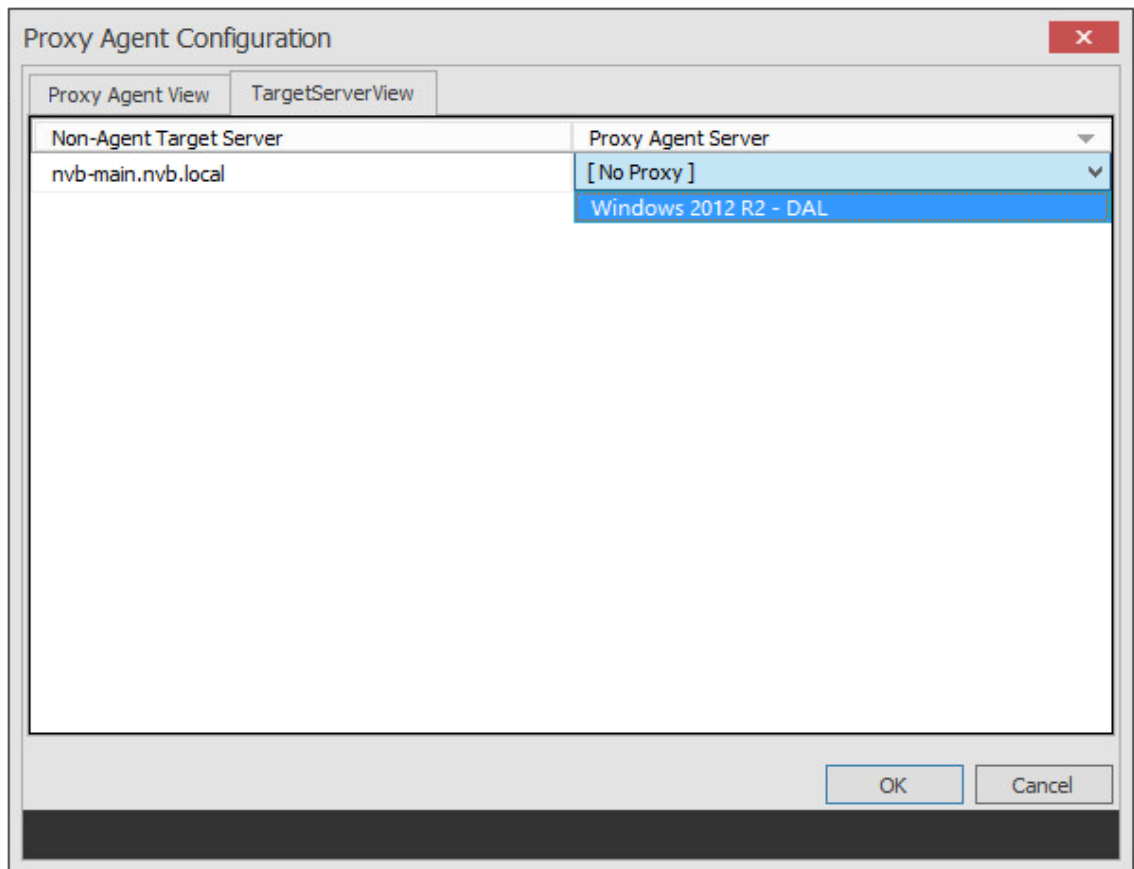 Proxy Agent Configuration
Proxy Agent View TargetServerView
Non-Agent Target Server Proxy Agent Server
nvb-main.nvb.local [ No Proxy ]
Windows 2012 R2 - DAL
OK Cancel